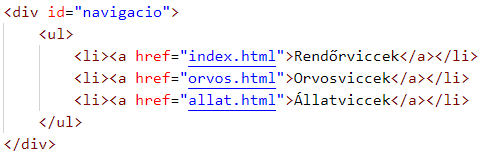 <div id="navigacio">
    <ul>
        <li><a href="index.html">Rendőrviccek</a></li>
        <li><a href="orvos.html">Orvosviccek</a></li>
        <li><a href="allat.html">Állatviccek</a></li>
    </ul>
</div>